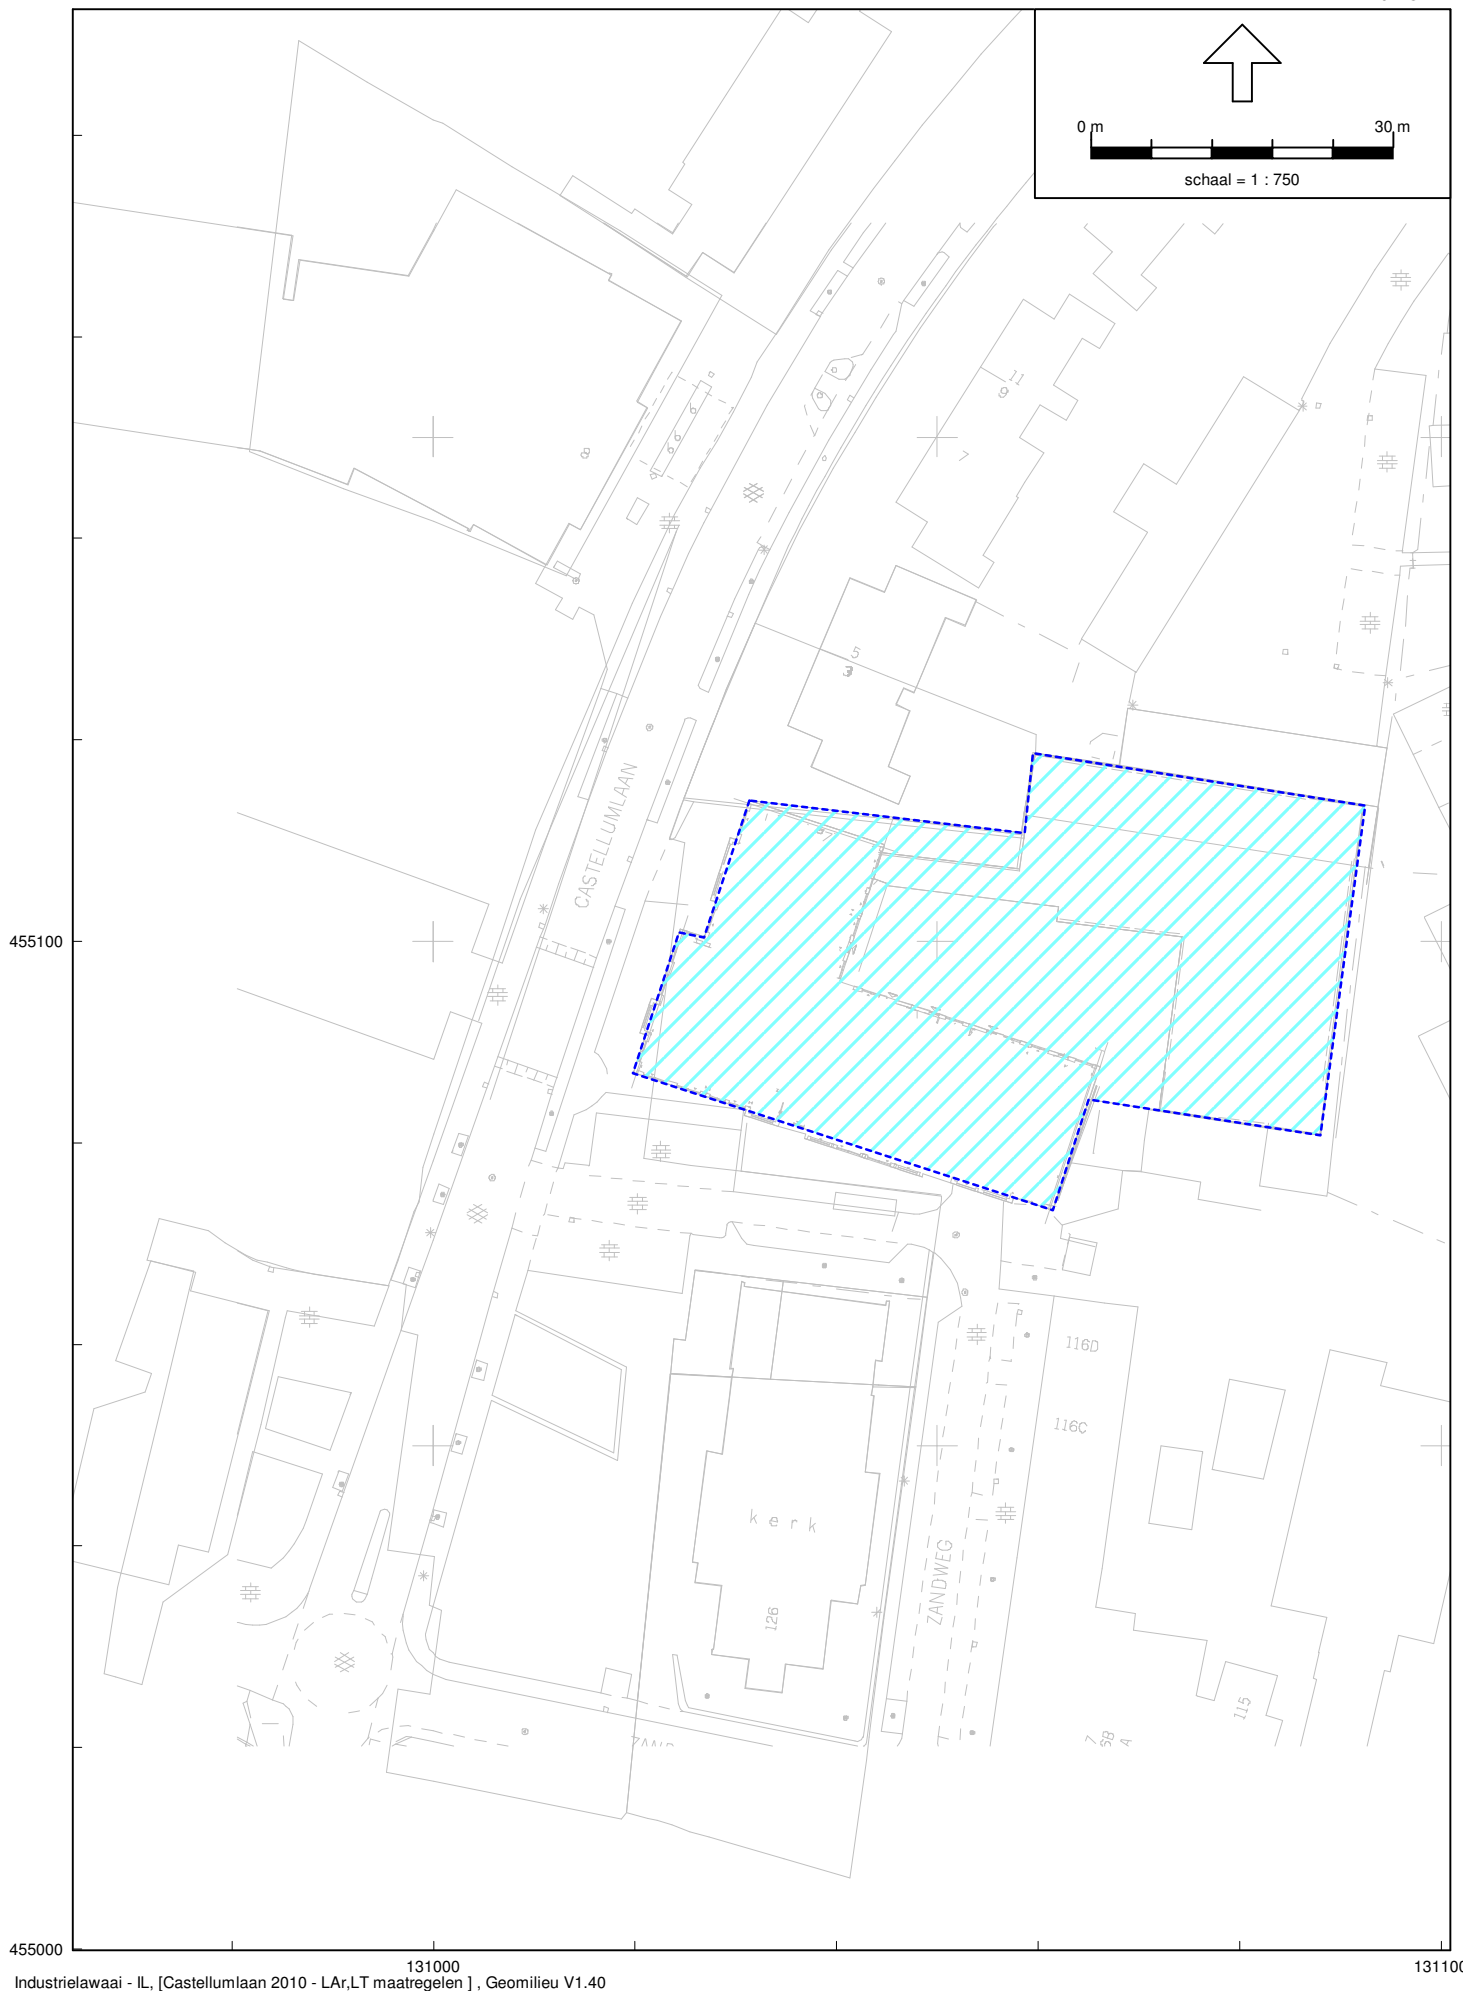 0 m 30 m
schaal = 1 : 750
11
9
7
5
3
CASTELLUMLAAN
455100
116D
116C
kerk
ZANDWEG
126
115
455000
131000
Industrielawaai - IL, [Castellumlaan 2010 - LAr,LT maatregelen ] , Geomilieu V1.40